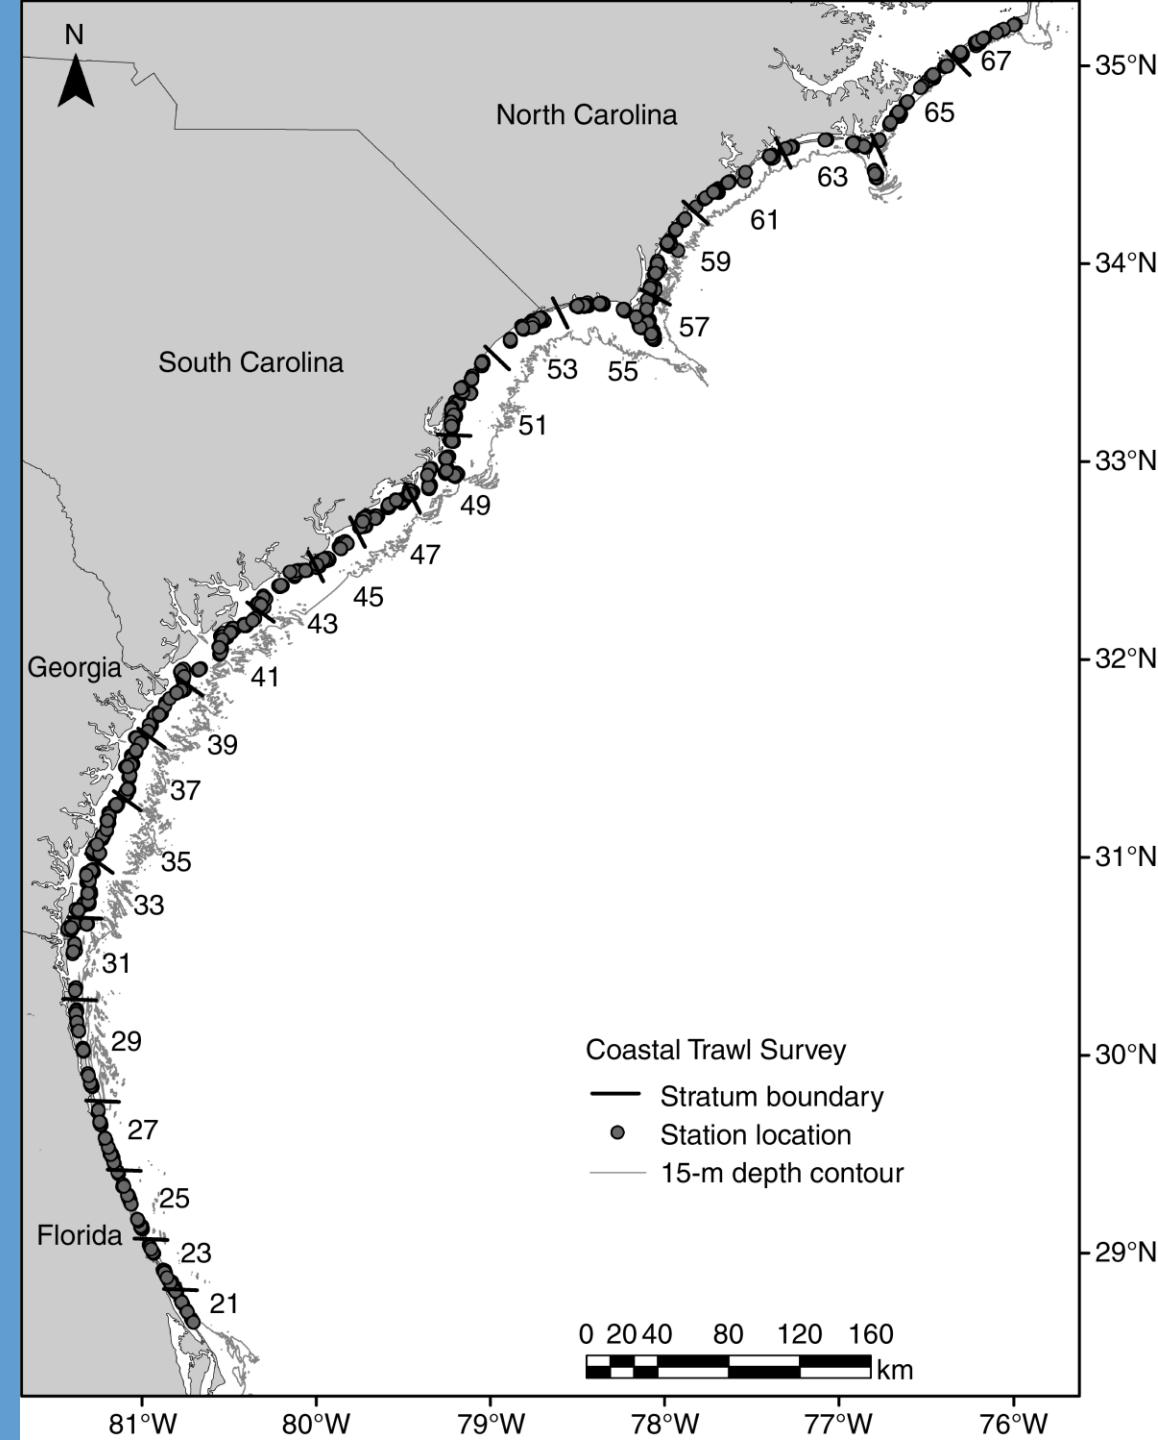 N
67
35°N
North Carolina
65
63
61
34°N
59
57
South Carolina
53
55
51
33°N
49
47
45
43
Georgia
32°N
41
39
37
35
31°N
33
31
29
Coastal Trawl Survey
30°N
Stratum boundary
27
Station location
15-m depth contour
25
Florida
23
29°N
21
0 20 40 80 120 160
km
81°W 80°W 79°W 78°W 77°W 76°W